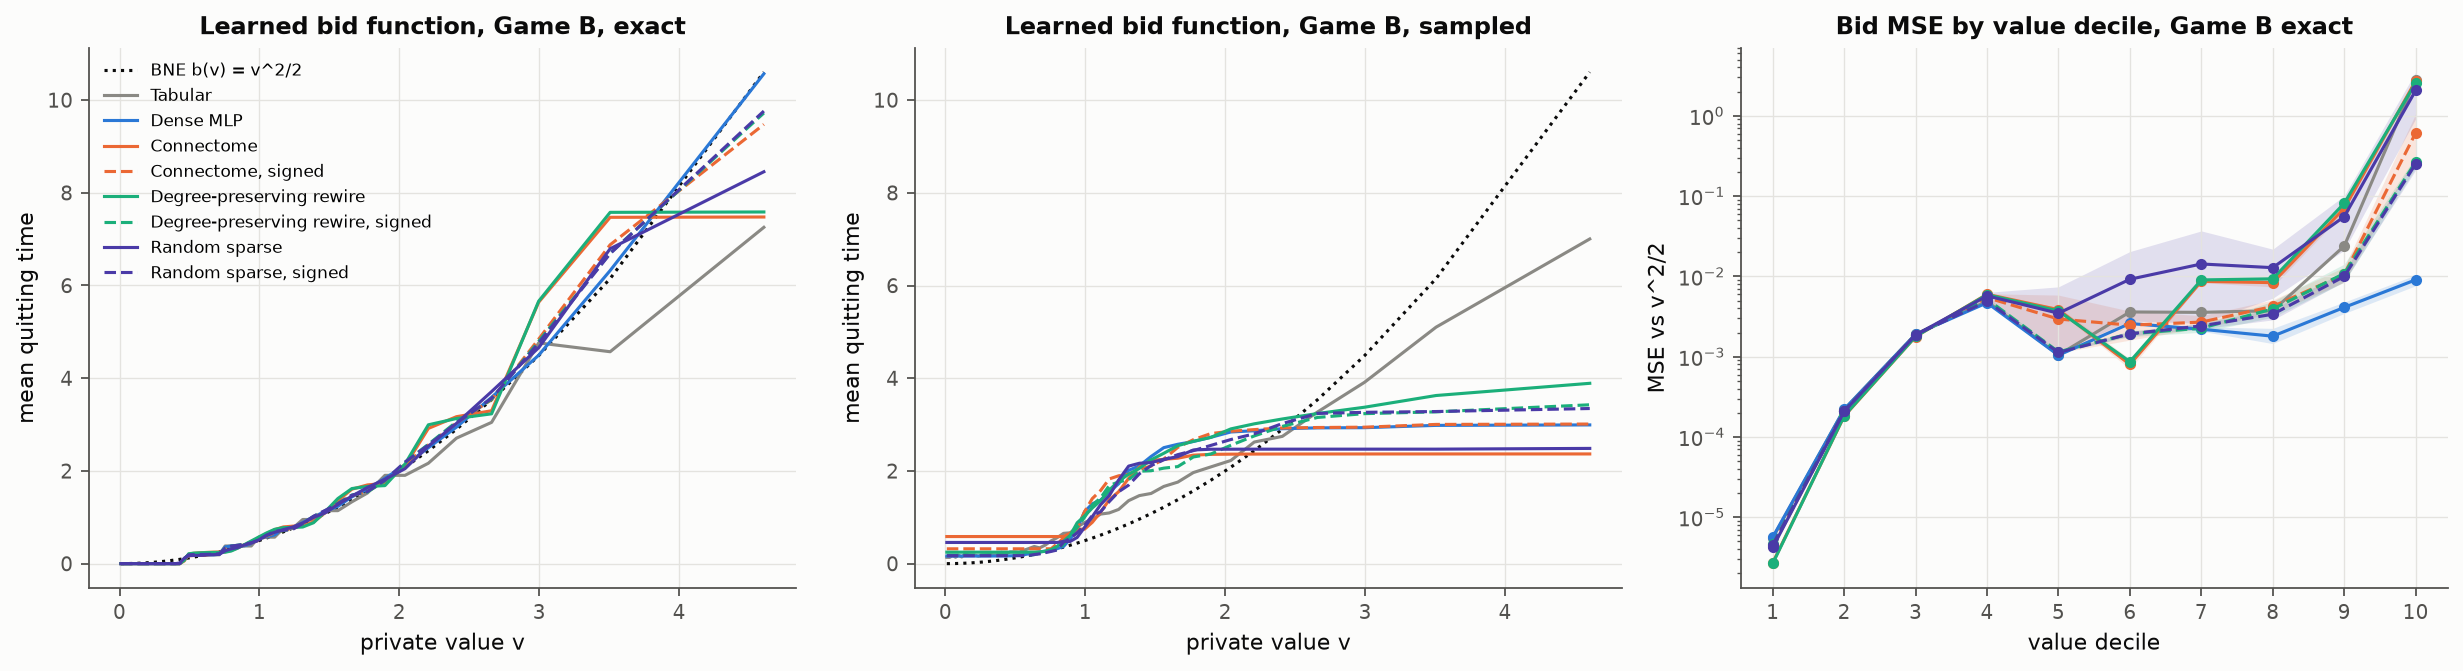 Learned bid function, Game B, exact
mean quitting time
10
8
6
4
2
0
BNE b(v) = v^2/2
Tabular
Dense MLP
Connectome
Connectome, signed
Degree-preserving rewire
Degree-preserving rewire, signed
Random sparse
Random sparse, signed
0 1 2 3 4
private value v
Learned bid function, Game B, sampled
mean quitting time
10
8
6
4
2
0
0 1 2 3 4
private value v
Bid MSE by value decile, Game B exact
MSE vs v^2/2
10^0
10^-1
10^-2
10^-3
10^-4
10^-5
1 2 3 4 5 6 7 8 9 10
value decile